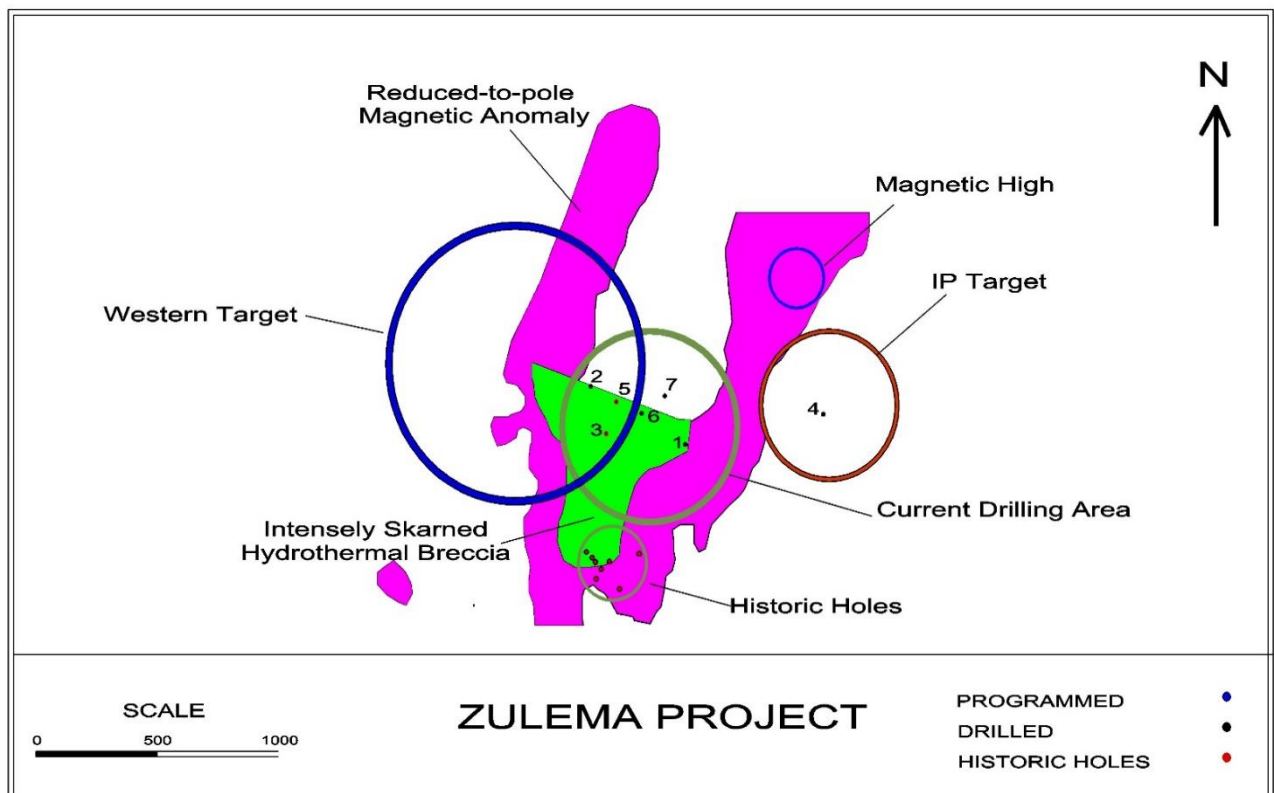 N
Reduced-to-pole
Magnetic Anomaly
Magnetic High
IP Target
Western Target
2
5
7
6
4
3
1
Current Drilling Area
Intensely Skarned
Hydrothermal Breccia
Historic Holes
SCALE
0 500 1000
ZULEMA PROJECT
PROGRAMMED
DRILLED
HISTORIC HOLES